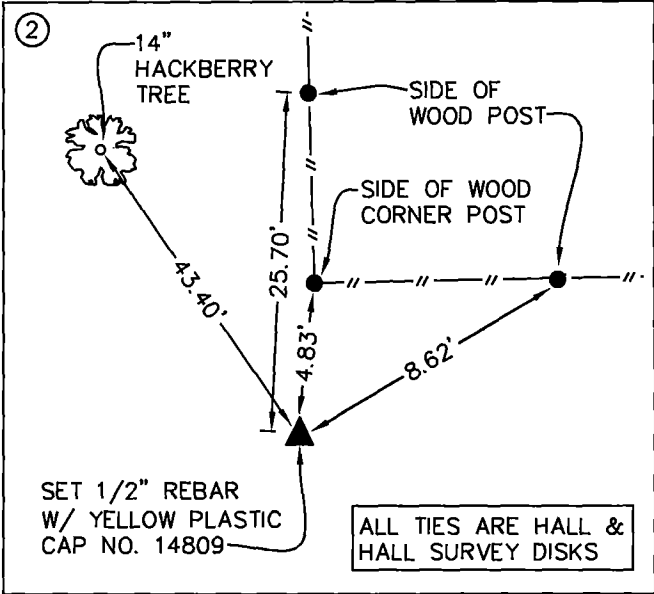 2
14"
HACKBERRY
TREE
SIDE OF
WOOD POST
SIDE OF WOOD
CORNER POST
25.70'
43.40'
4.83'
8.62'
SET 1/2" REBAR
W/ YELLOW PLASTIC
CAP NO. 14809
ALL TIES ARE HALL &
HALL SURVEY DISKS